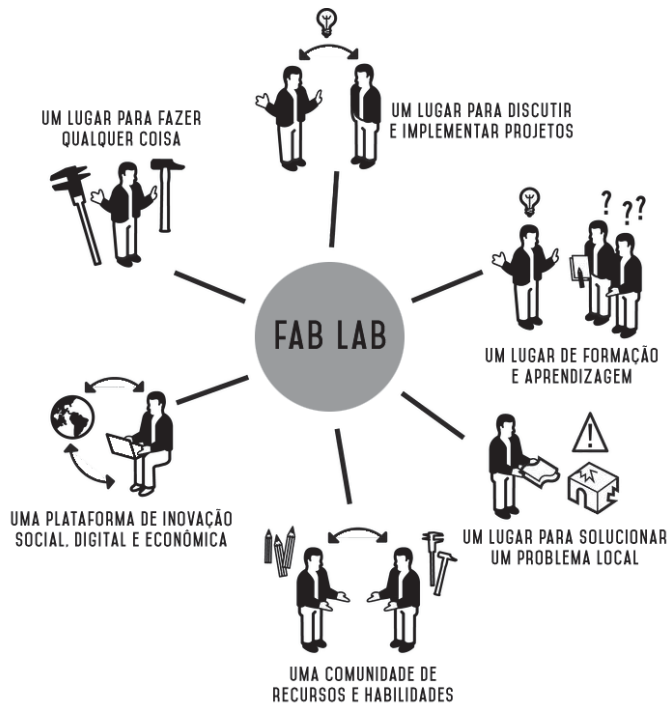 UM LUGAR PARA FAZER
QUALQUER COISA
UM LUGAR PARA DISCUTIR
E IMPLEMENTAR PROJETOS
? ??
FAB LAB
UM LUGAR DE FORMAÇÃO
E APRENDIZAGEM
!
UM LUGAR PARA SOLUCIONAR
UM PROBLEMA LOCAL
UMA PLATAFORMA DE INOVAÇÃO
SOCIAL, DIGITAL E ECONÔMICA
UMA COMUNIDADE DE
RECURSOS E HABILIDADES